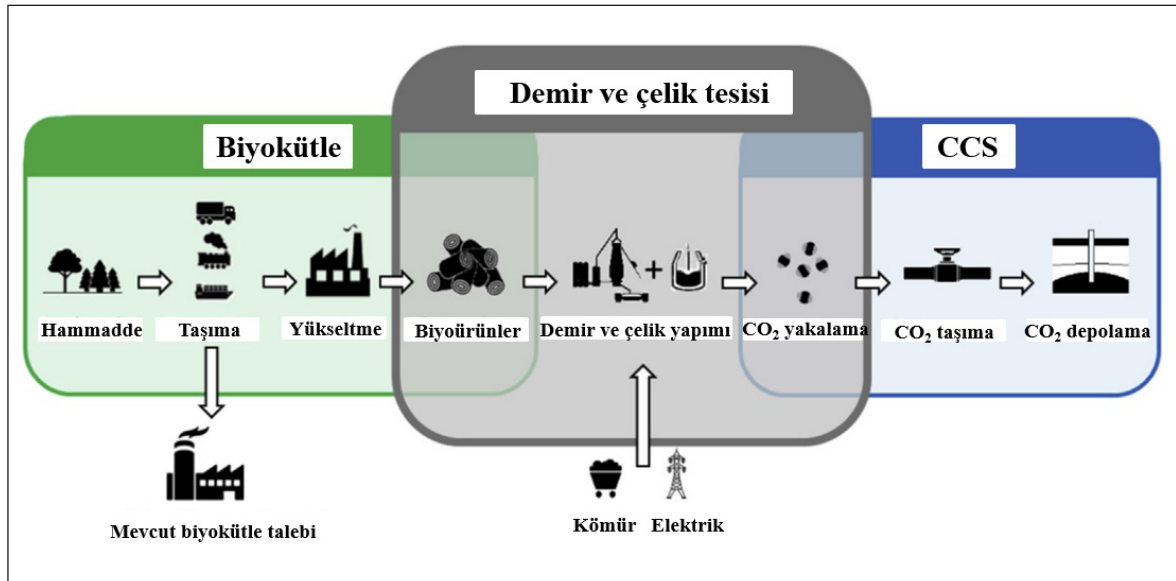 Demir ve çelik tesisi
Biyokütle
CCS
Hammadde
Taşıma
Yükseltme
Biyoürünler
Demir ve çelik yapımı
CO₂ yakalama
CO₂ taşıma
CO₂ depolama
Mevcut biyokütle talebi
Kömür
Elektrik